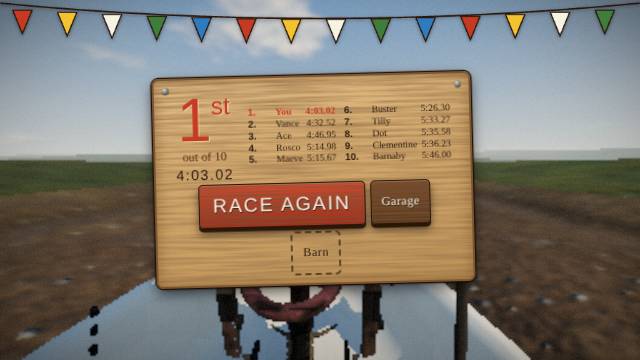 1st
out of 10
4:03.02
1. You 4:03.02
2. Vance 4:32.52
3. Ace 4:46.95
4. Rosco 5:14.98
5. Maeve 5:15.67
6. Buster 5:26.30
7. Tilly 5:33.27
8. Dot 5:35.58
9. Clementine 5:36.23
10. Barnaby 5:46.00
RACE AGAIN
Garage
Barn